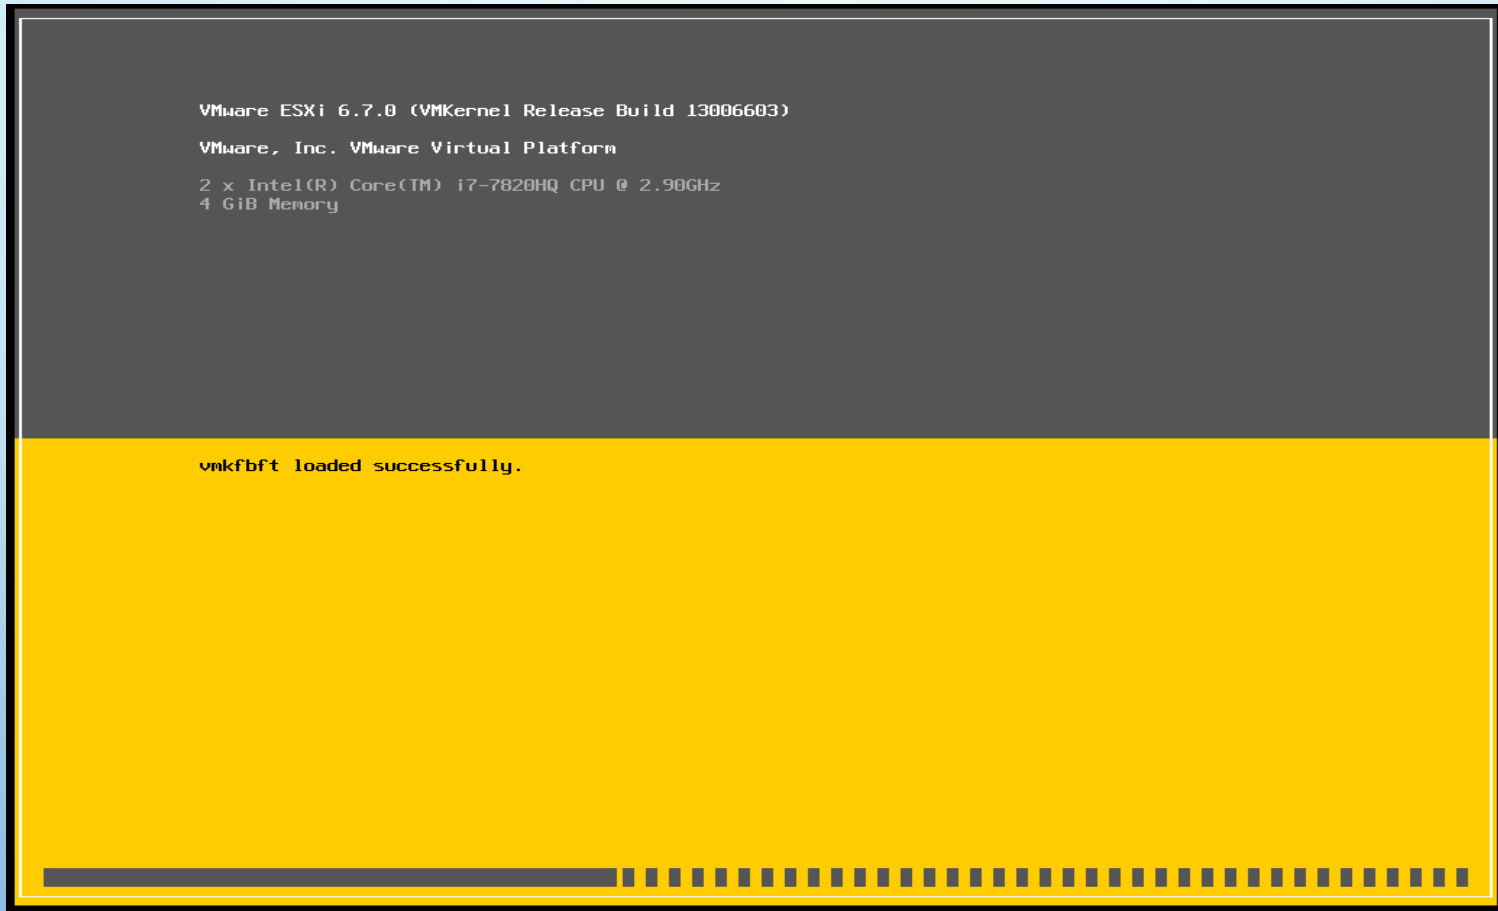 VMware ESXi 6.7.0 (VMKernel Release Build 13006603)
VMware, Inc. VMware Virtual Platform
2 x Intel(R) Core(TM) i7-7820HQ CPU @ 2.90GHz
4 GiB Memory
vmkfbft loaded successfully.